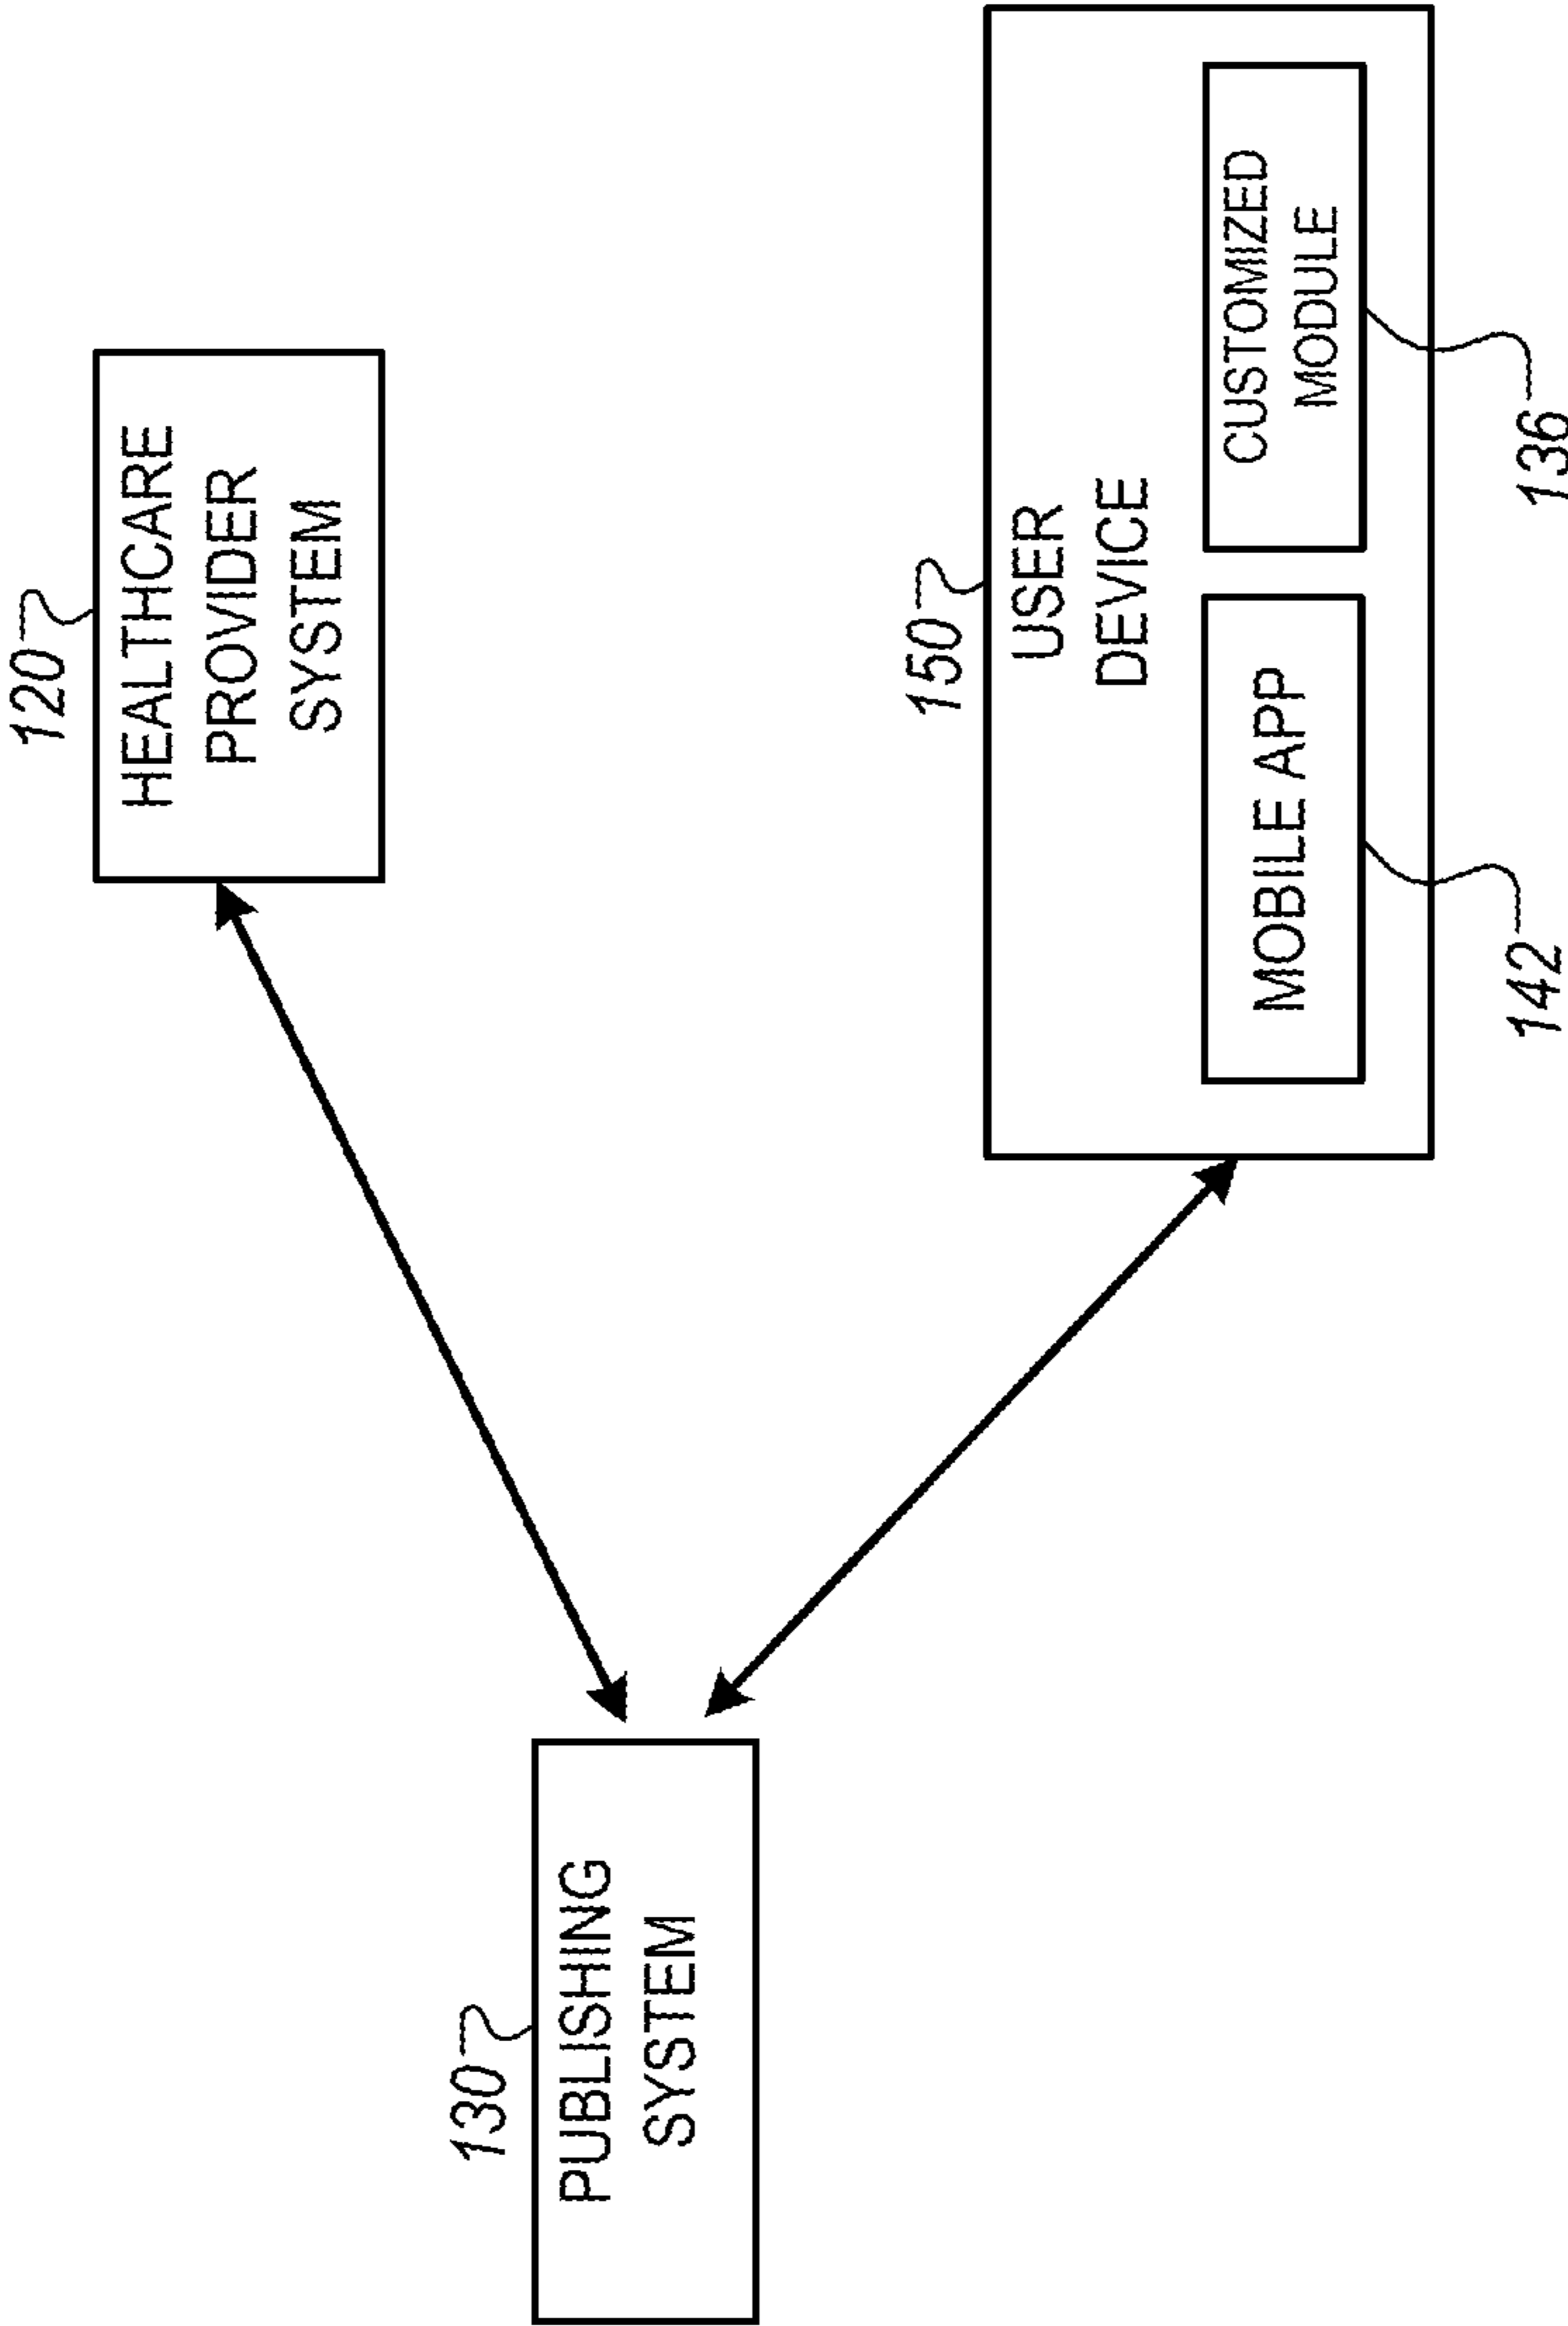 120
HEALTHCARE
PROVIDER
SYSTEM
130
PUBLISHING
SYSTEM
150
USER
DEVICE
MOBILE APP
CUSTOMIZED
MODULE
142
136